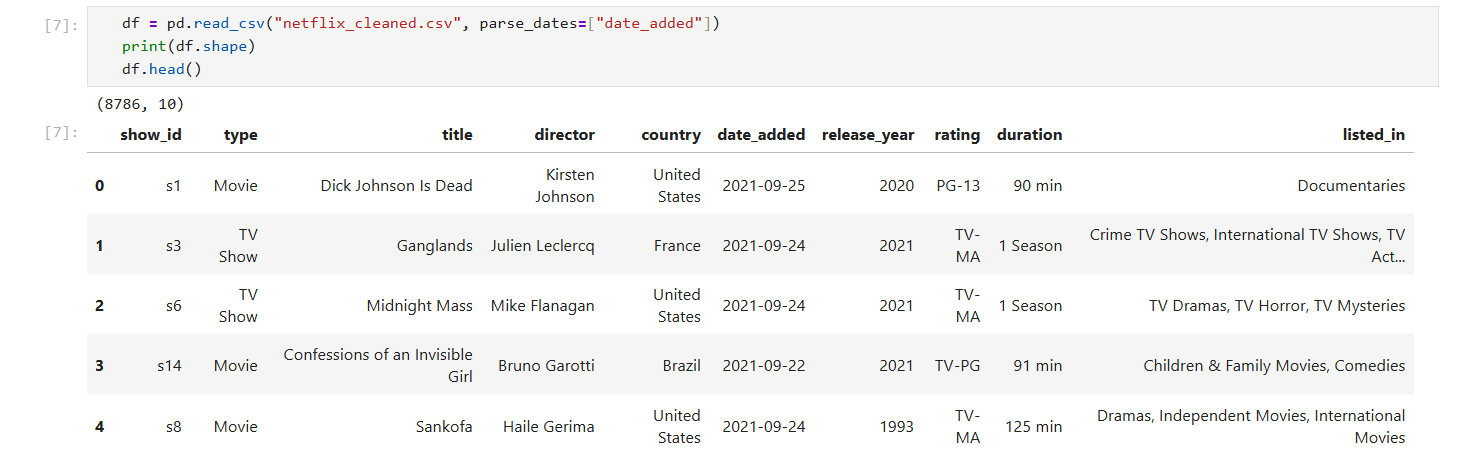 [7]: df = pd.read_csv("netflix_cleaned.csv", parse_dates=["date_added"])
print(df.shape)
df.head()
(8786, 10)
[7]: show_id type title director country date_added release_year rating duration listed_in
0 s1 Movie Dick Johnson Is Dead Kirsten Johnson United States 2021-09-25 2020 PG-13 90 min Documentaries
1 s3 TV Show Ganglands Julien Leclercq France 2021-09-24 2021 TV-MA 1 Season Crime TV Shows, International TV Shows, TV Act...
2 s6 TV Show Midnight Mass Mike Flanagan United States 2021-09-24 2021 TV-MA 1 Season TV Dramas, TV Horror, TV Mysteries
3 s14 Movie Confessions of an Invisible Girl Bruno Garotti Brazil 2021-09-22 2021 TV-PG 91 min Children & Family Movies, Comedies
4 s8 Movie Sankofa Haile Gerima United States 2021-09-24 1993 TV-MA 125 min Dramas, Independent Movies, International Movies